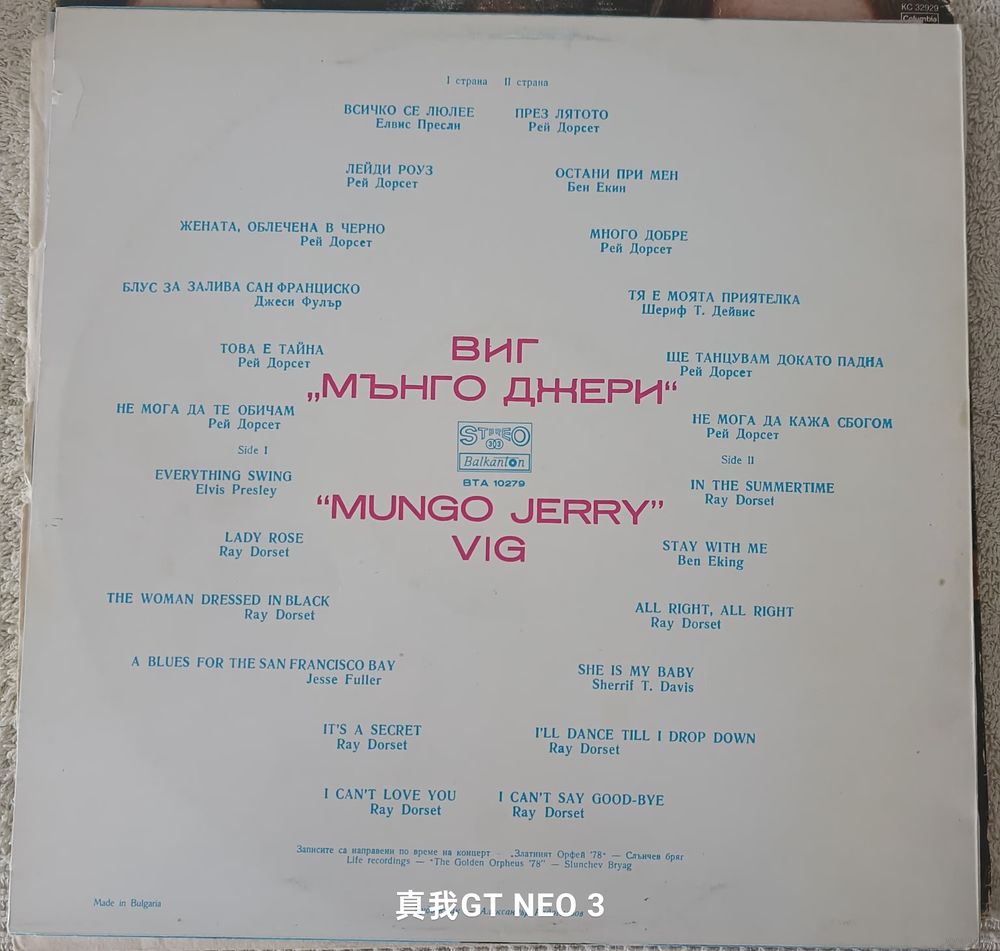 KC 32929
Columbia
I страна II страна
ВСИЧКО СЕ ЛЮЛЕЕ
Елвис Пресли
ЛЕЙДИ РОУЗ
Рей Дорсет
ЖЕНАТА, ОБЛЕЧЕНА В ЧЕРНО
Рей Дорсет
БЛУС ЗА ЗАЛИВА САН ФРАНЦИСКО
Джеси Фулър
ТОВА Е ТАЙНА
Рей Дорсет
НЕ МОГА ДА ТЕ ОБИЧАМ
Рей Дорсет
ПРЕЗ ЛЯТОТО
Рей Дорсет
ОСТАНИ ПРИ МЕН
Бен Екин
МНОГО ДОБРЕ
Рей Дорсет
ТЯ Е МОЯТА ПРИЯТЕЛКА
Шериф Т. Дейвис
ЩЕ ТАНЦУВАМ ДОКАТО ПАДНА
Рей Дорсет
НЕ МОГА ДА КАЖА СБОГОМ
Рей Дорсет
ВИГ
„МЪНГО ДЖЕРИ“
STEREO
33
Balkanton
BTA 10279
“MUNGO JERRY”
VIG
Side I
EVERYTHING SWING
Elvis Presley
LADY ROSE
Ray Dorset
THE WOMAN DRESSED IN BLACK
Ray Dorset
A BLUES FOR THE SAN FRANCISCO BAY
Jesse Fuller
IT'S A SECRET
Ray Dorset
I CAN'T LOVE YOU
Ray Dorset
Side II
IN THE SUMMERTIME
Ray Dorset
STAY WITH ME
Ben Eking
ALL RIGHT, ALL RIGHT
Ray Dorset
SHE IS MY BABY
Sherrif T. Davis
I'LL DANCE TILL I DROP DOWN
Ray Dorset
I CAN'T SAY GOOD-BYE
Ray Dorset
Записите са направени по време на концерт — „Златният Орфей '78“ — Слънчев бряг
Life recordings — “The Golden Orpheus '78” — Slunchev Bryag
Made in Bulgaria
真我GT NEO 3